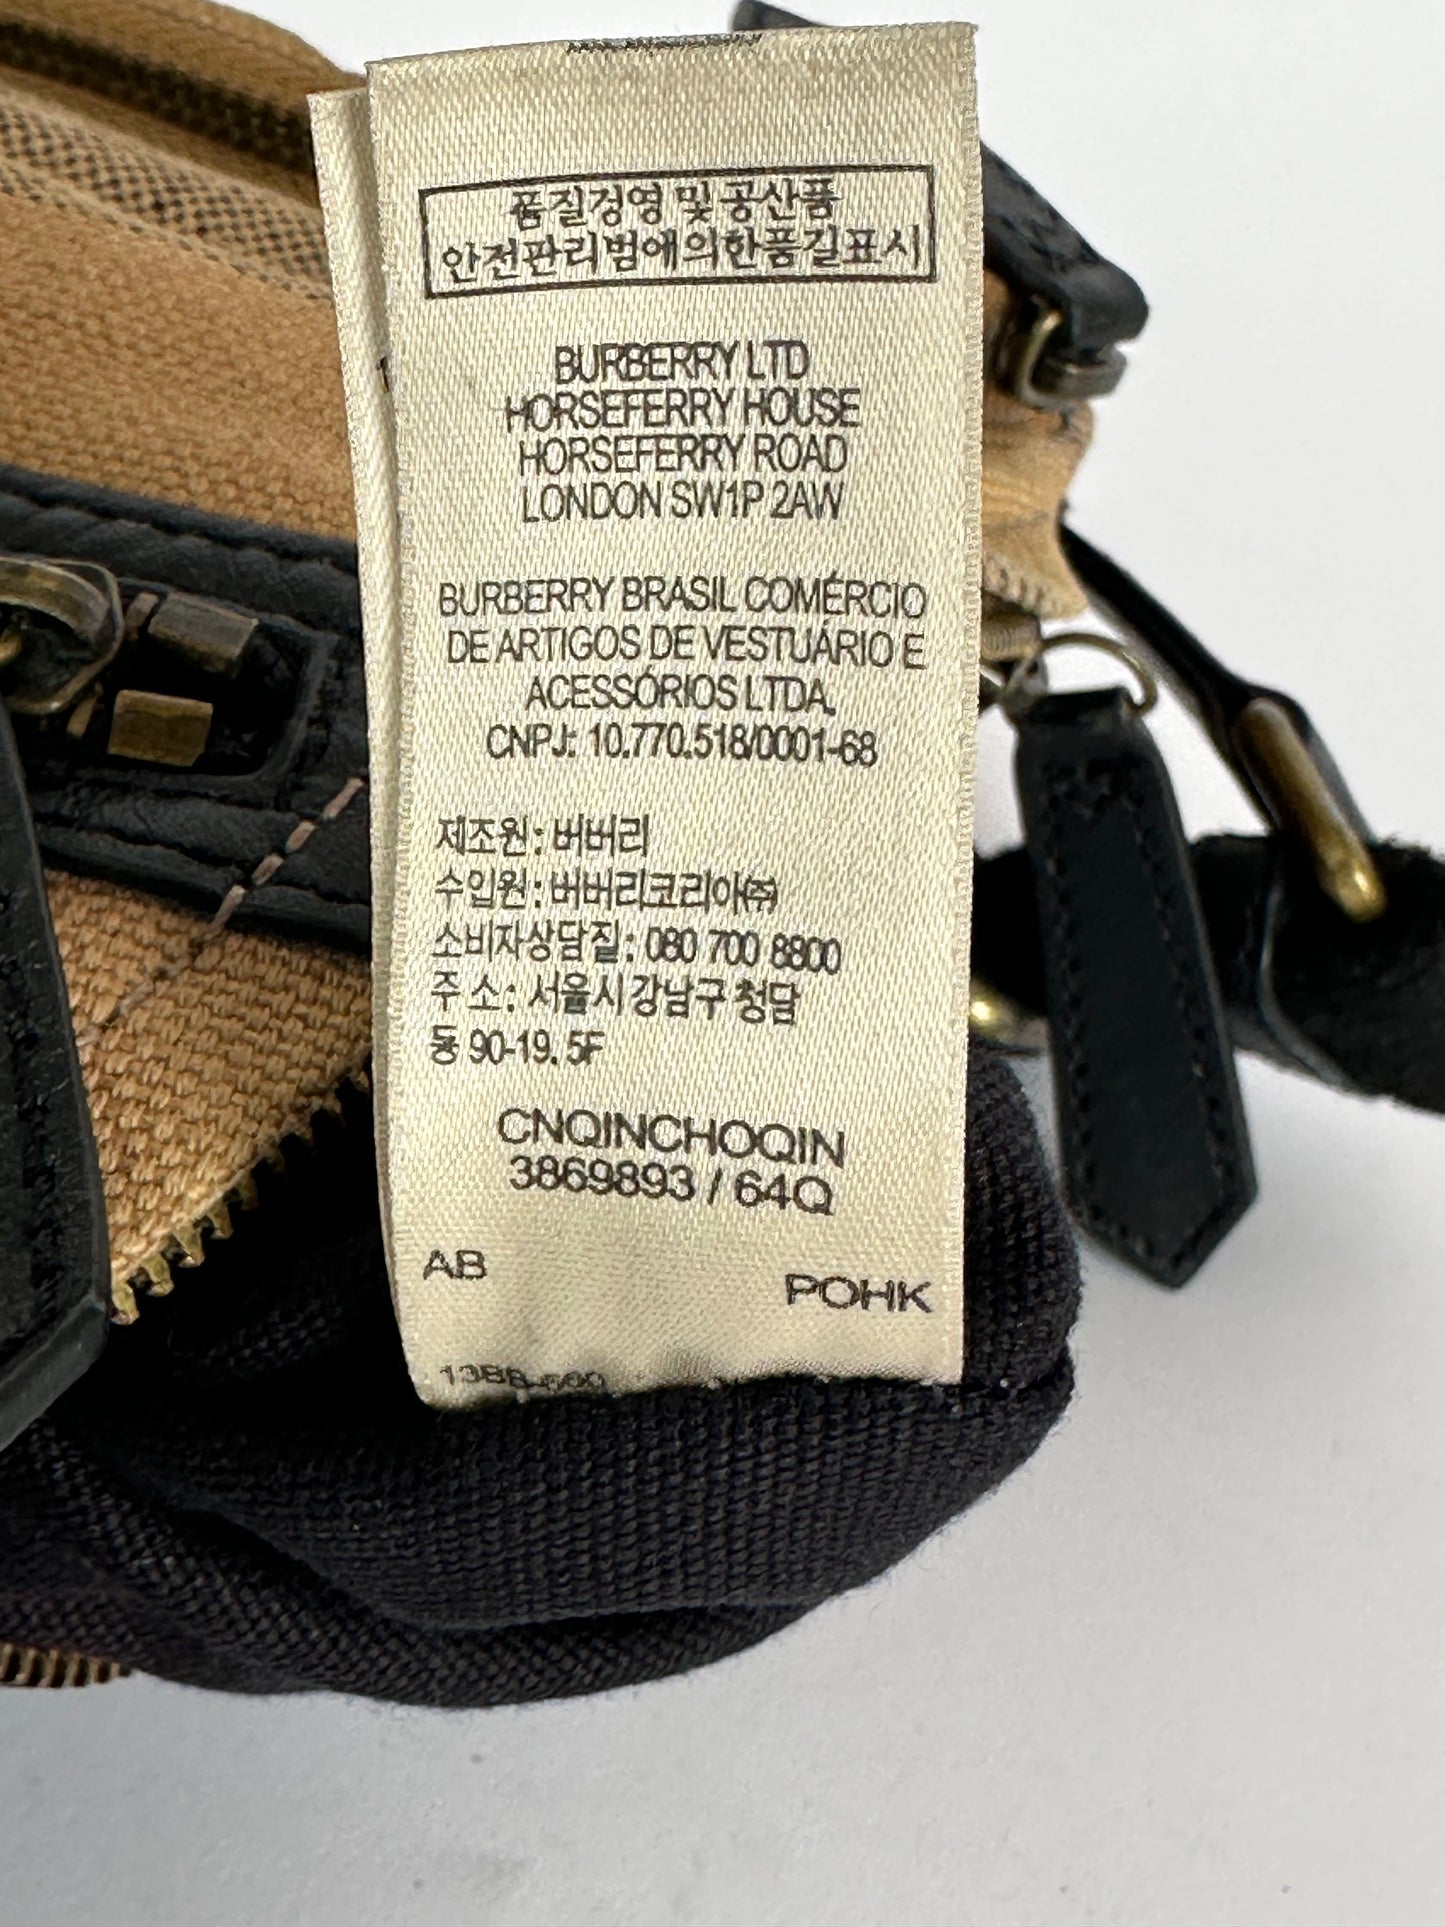 품질경영 및 공산품
안전관리법에의한품질표시
BURBERRY LTD
HORSEFERRY HOUSE
HORSEFERRY ROAD
LONDON SW1P 2AW
BURBERRY BRASIL COMÉRCIO
DE ARTIGOS DE VESTUÁRIO E
ACESSÓRIOS LTDA.
CNPJ: 10.770.518/0001-68
제조원: 버버리
수입원: 버버리코리아㈜
소비자상담질: 080 700 8800
주 소: 서울시강남구청담
동 90-19. 5F
CNQINCHOQIN
3869893 / 64Q
AB
POHK